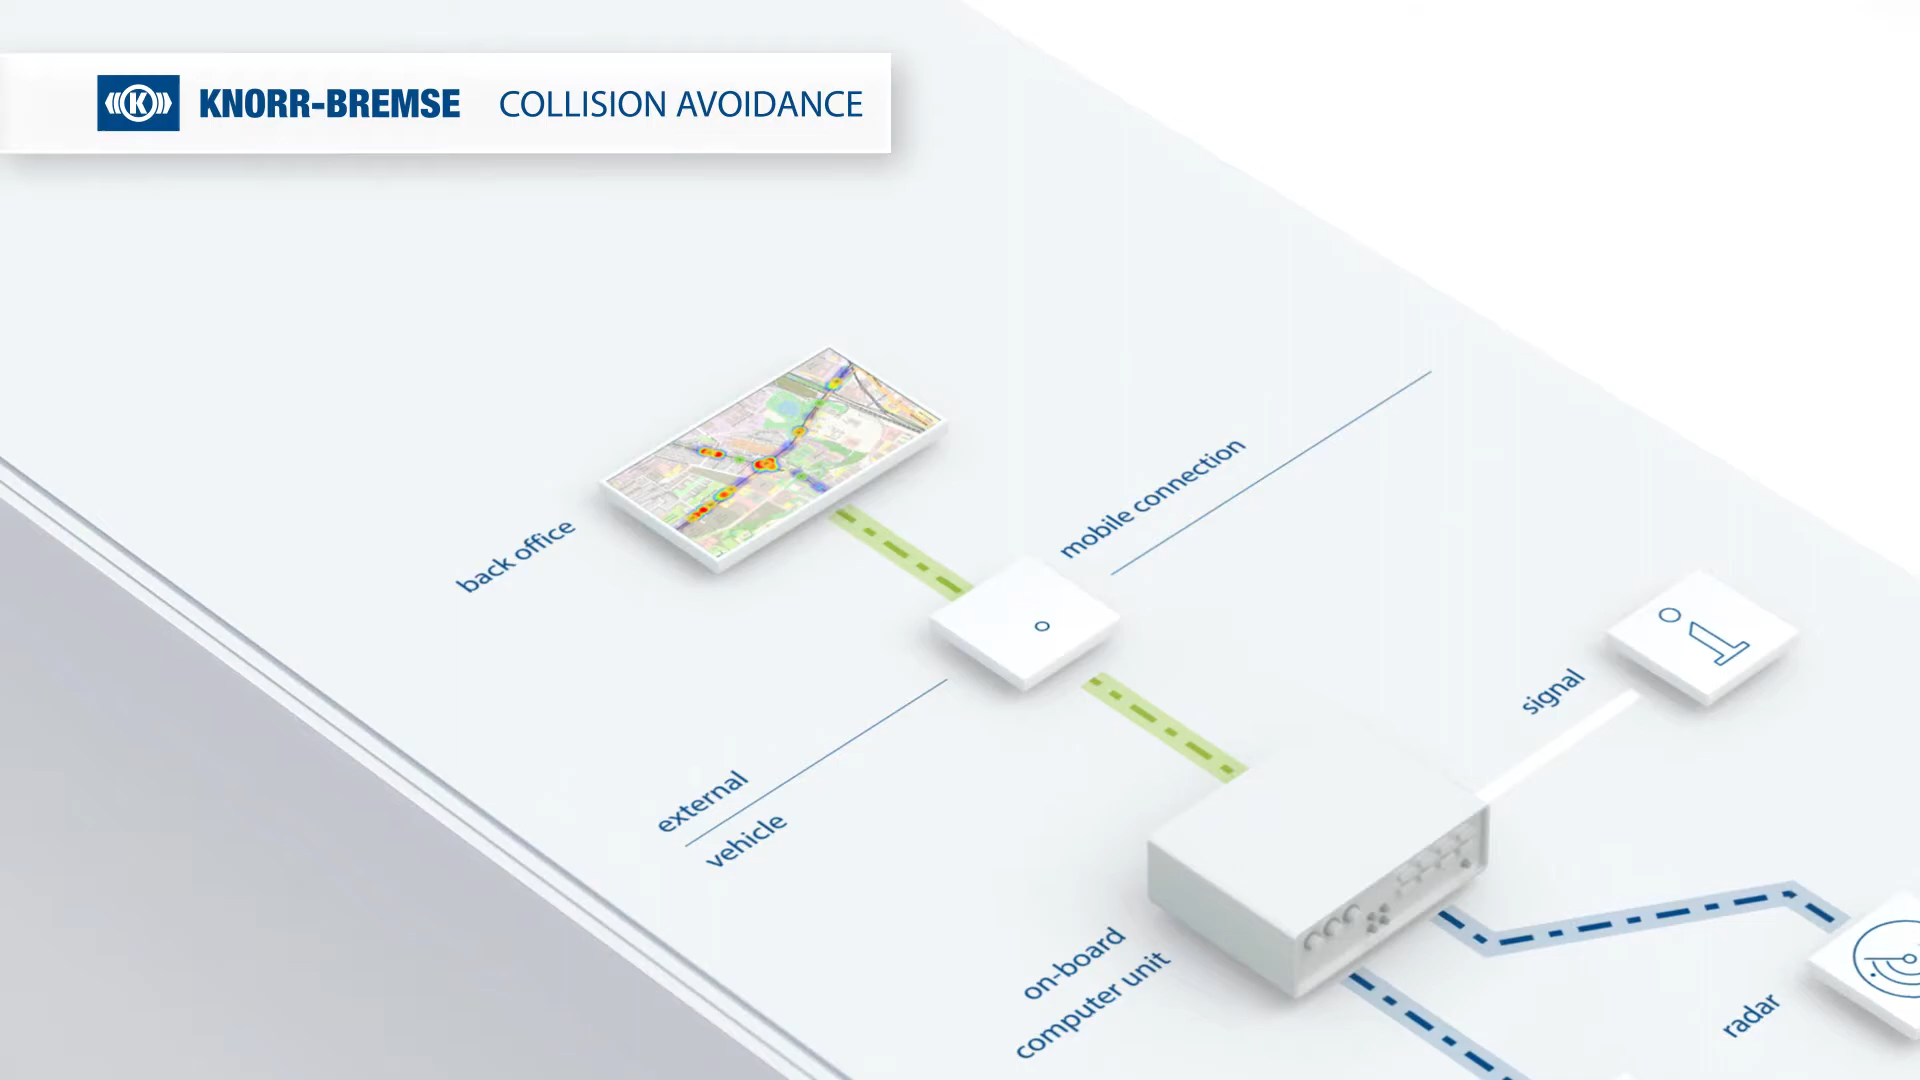 KNORR-BREMSE COLLISION AVOIDANCE
mobile connection
back office
signal
external
vehicle
on-board
computer unit
radar